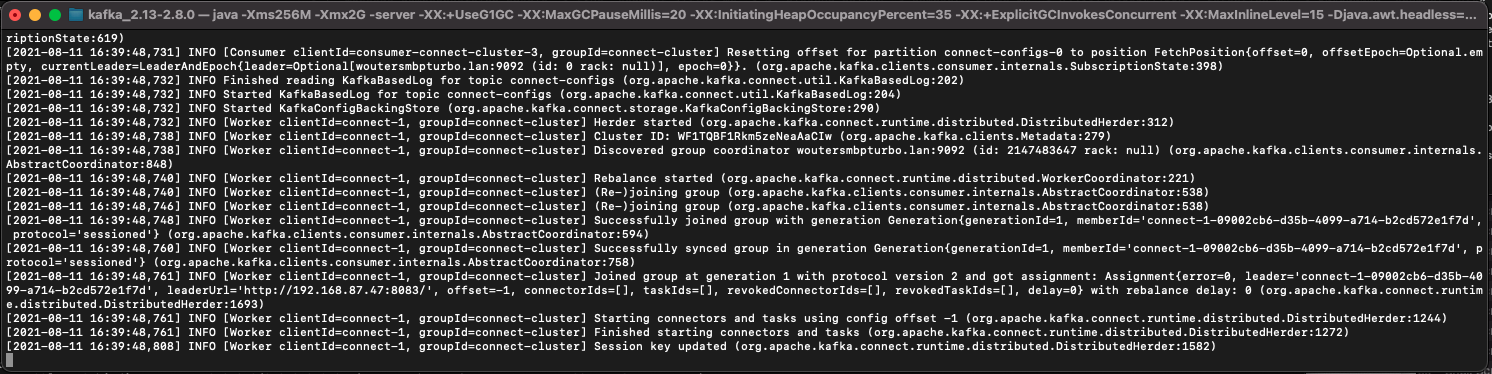 kafka_2.13-2.8.0 — java -Xms256M -Xmx2G -server -XX:+UseG1GC -XX:MaxGCPauseMillis=20 -XX:InitiatingHeapOccupancyPercent=35 -XX:+ExplicitGCInvokesConcurrent -XX:MaxInlineLevel=15 -Djava.awt.headless=...
riptionState:619)
[2021-08-11 16:39:48,731] INFO [Consumer clientId=consumer-connect-cluster-3, groupId=connect-cluster] Resetting offset for partition connect-configs-0 to position FetchPosition{offset=0, offsetEpoch=Optional.em
pty, currentLeader=LeaderAndEpoch{leader=Optional[woutersmbpturbo.lan:9092 (id: 0 rack: null)], epoch=0}}. (org.apache.kafka.clients.consumer.internals.SubscriptionState:398)
[2021-08-11 16:39:48,732] INFO Finished reading KafkaBasedLog for topic connect-configs (org.apache.kafka.connect.util.KafkaBasedLog:202)
[2021-08-11 16:39:48,732] INFO Started KafkaBasedLog for topic connect-configs (org.apache.kafka.connect.util.KafkaBasedLog:204)
[2021-08-11 16:39:48,732] INFO Started KafkaConfigBackingStore (org.apache.kafka.connect.storage.KafkaConfigBackingStore:290)
[2021-08-11 16:39:48,732] INFO [Worker clientId=connect-1, groupId=connect-cluster] Herder started (org.apache.kafka.connect.runtime.distributed.DistributedHerder:312)
[2021-08-11 16:39:48,738] INFO [Worker clientId=connect-1, groupId=connect-cluster] Cluster ID: WF1TQBF1Rkm5zeNeaAaCIw (org.apache.kafka.clients.Metadata:279)
[2021-08-11 16:39:48,738] INFO [Worker clientId=connect-1, groupId=connect-cluster] Discovered group coordinator woutersmbpturbo.lan:9092 (id: 2147483647 rack: null) (org.apache.kafka.clients.consumer.internals.
AbstractCoordinator:848)
[2021-08-11 16:39:48,740] INFO [Worker clientId=connect-1, groupId=connect-cluster] Rebalance started (org.apache.kafka.connect.runtime.distributed.WorkerCoordinator:221)
[2021-08-11 16:39:48,740] INFO [Worker clientId=connect-1, groupId=connect-cluster] (Re-)joining group (org.apache.kafka.clients.consumer.internals.AbstractCoordinator:538)
[2021-08-11 16:39:48,746] INFO [Worker clientId=connect-1, groupId=connect-cluster] (Re-)joining group (org.apache.kafka.clients.consumer.internals.AbstractCoordinator:538)
[2021-08-11 16:39:48,748] INFO [Worker clientId=connect-1, groupId=connect-cluster] Successfully joined group with generation Generation{generationId=1, memberId='connect-1-09002cb6-d35b-4099-a714-b2cd572e1f7d',
 protocol='sessioned'} (org.apache.kafka.clients.consumer.internals.AbstractCoordinator:594)
[2021-08-11 16:39:48,760] INFO [Worker clientId=connect-1, groupId=connect-cluster] Successfully synced group in generation Generation{generationId=1, memberId='connect-1-09002cb6-d35b-4099-a714-b2cd572e1f7d', p
rotocol='sessioned'} (org.apache.kafka.clients.consumer.internals.AbstractCoordinator:758)
[2021-08-11 16:39:48,761] INFO [Worker clientId=connect-1, groupId=connect-cluster] Joined group at generation 1 with protocol version 2 and got assignment: Assignment{error=0, leader='connect-1-09002cb6-d35b-40
99-a714-b2cd572e1f7d', leaderUrl='http://192.168.87.47:8083/', offset=-1, connectorIds=[], taskIds=[], revokedConnectorIds=[], revokedTaskIds=[], delay=0} with rebalance delay: 0 (org.apache.kafka.connect.runtim
e.distributed.DistributedHerder:1693)
[2021-08-11 16:39:48,761] INFO [Worker clientId=connect-1, groupId=connect-cluster] Starting connectors and tasks using config offset -1 (org.apache.kafka.connect.runtime.distributed.DistributedHerder:1244)
[2021-08-11 16:39:48,761] INFO [Worker clientId=connect-1, groupId=connect-cluster] Finished starting connectors and tasks (org.apache.kafka.connect.runtime.distributed.DistributedHerder:1272)
[2021-08-11 16:39:48,808] INFO [Worker clientId=connect-1, groupId=connect-cluster] Session key updated (org.apache.kafka.connect.runtime.distributed.DistributedHerder:1582)